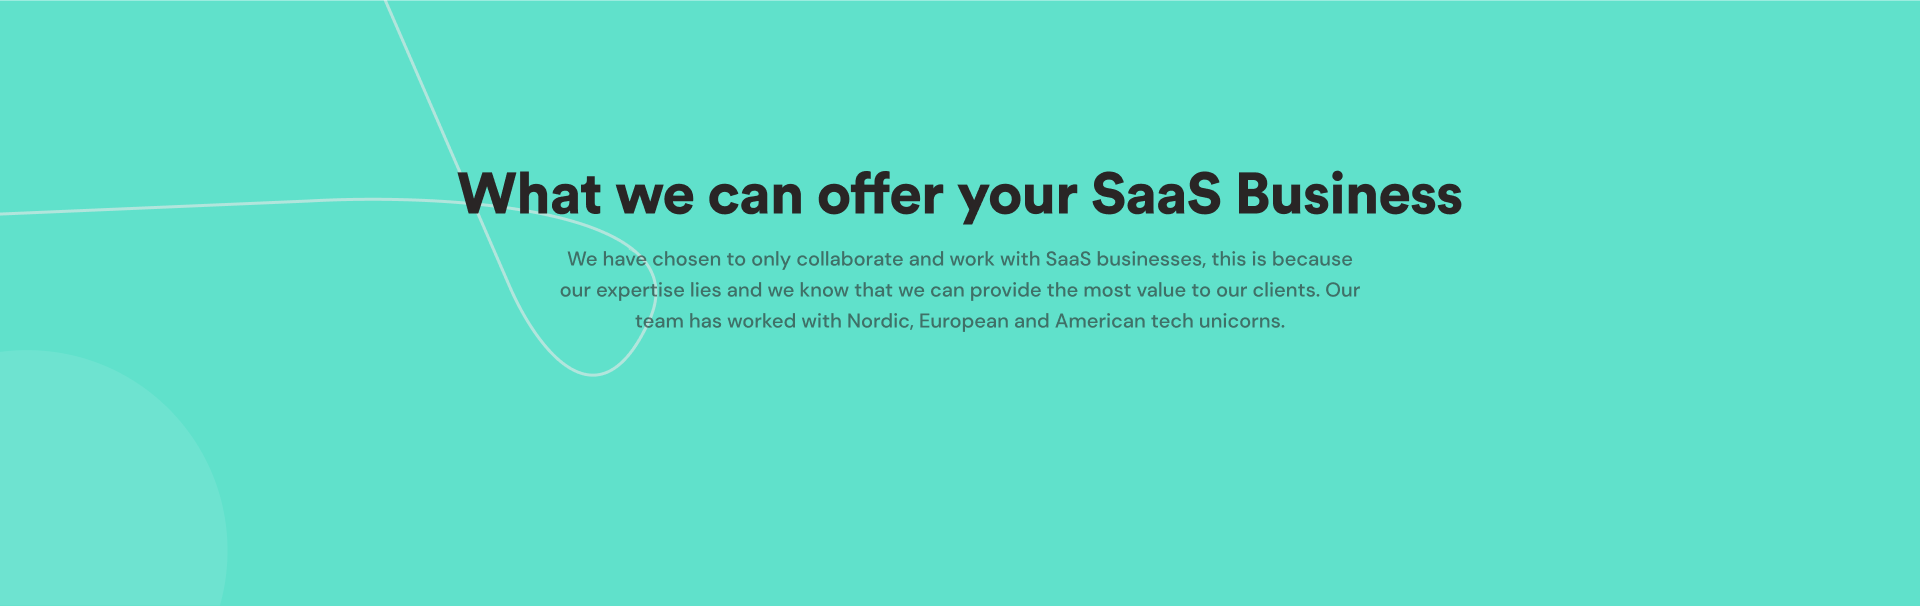 What we can offer your SaaS Business
We have chosen to only collaborate and work with SaaS businesses, this is because
our expertise lies and we know that we can provide the most value to our clients. Our
team has worked with Nordic, European and American tech unicorns.